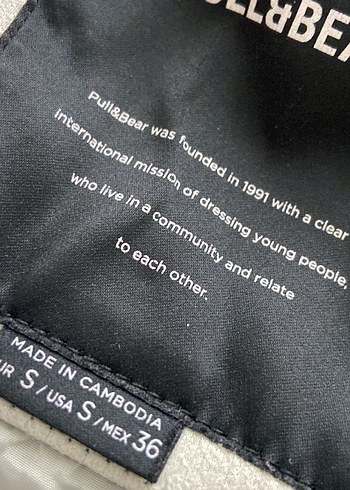 PULL&BEA
Pull&Bear was founded in 1991 with a clear
international mission of dressing young people,
who live in a community and relate
to each other.
MADE IN CAMBODIA
UR S / USA S / MEX 36